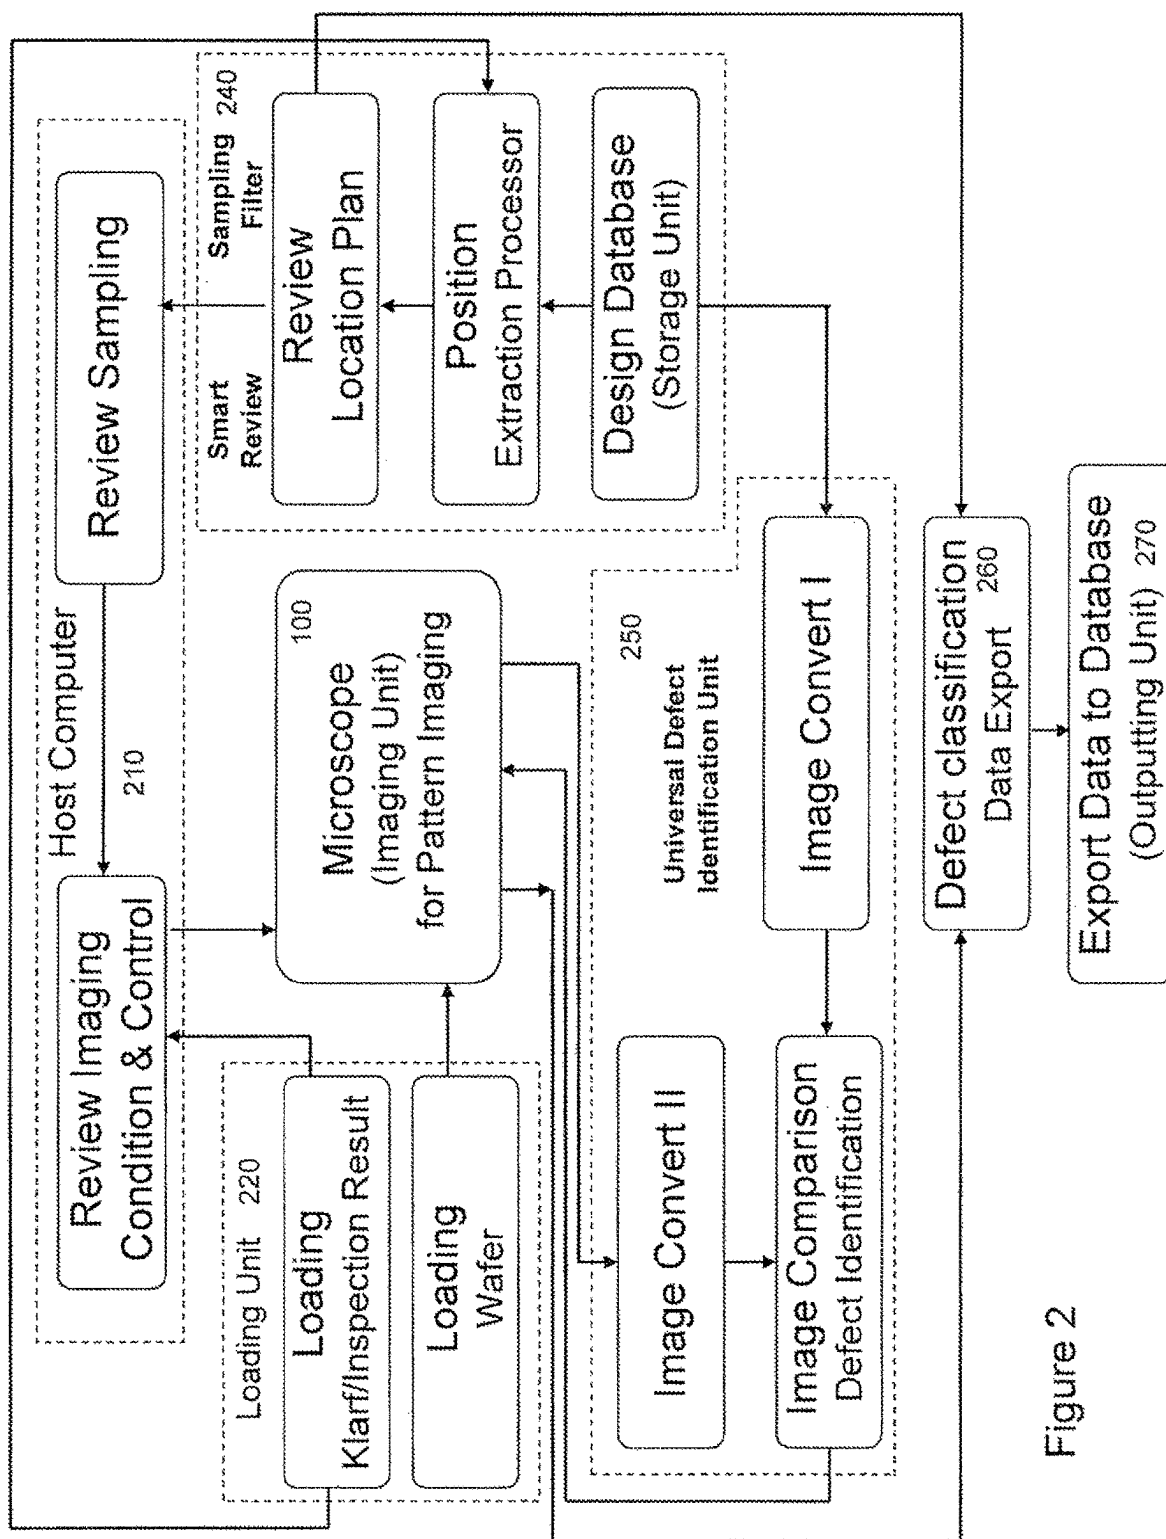 Host Computer
210
Review Imaging
Condition & Control
Review Sampling
Loading Unit 220
Loading
Klarf/Inspection Result
Loading
Wafer
Microscope
(Imaging Unit)
for Pattern Imaging
100
Smart
Review
Sampling
Filter
240
Review
Location Plan
Position
Extraction Processor
Design Database
(Storage Unit)
Universal Defect
Identification Unit
250
Image Convert II
Image Convert I
Image Comparison
Defect Identification
Defect classification
Data Export 260
Export Data to Database
(Outputting Unit) 270
Figure 2